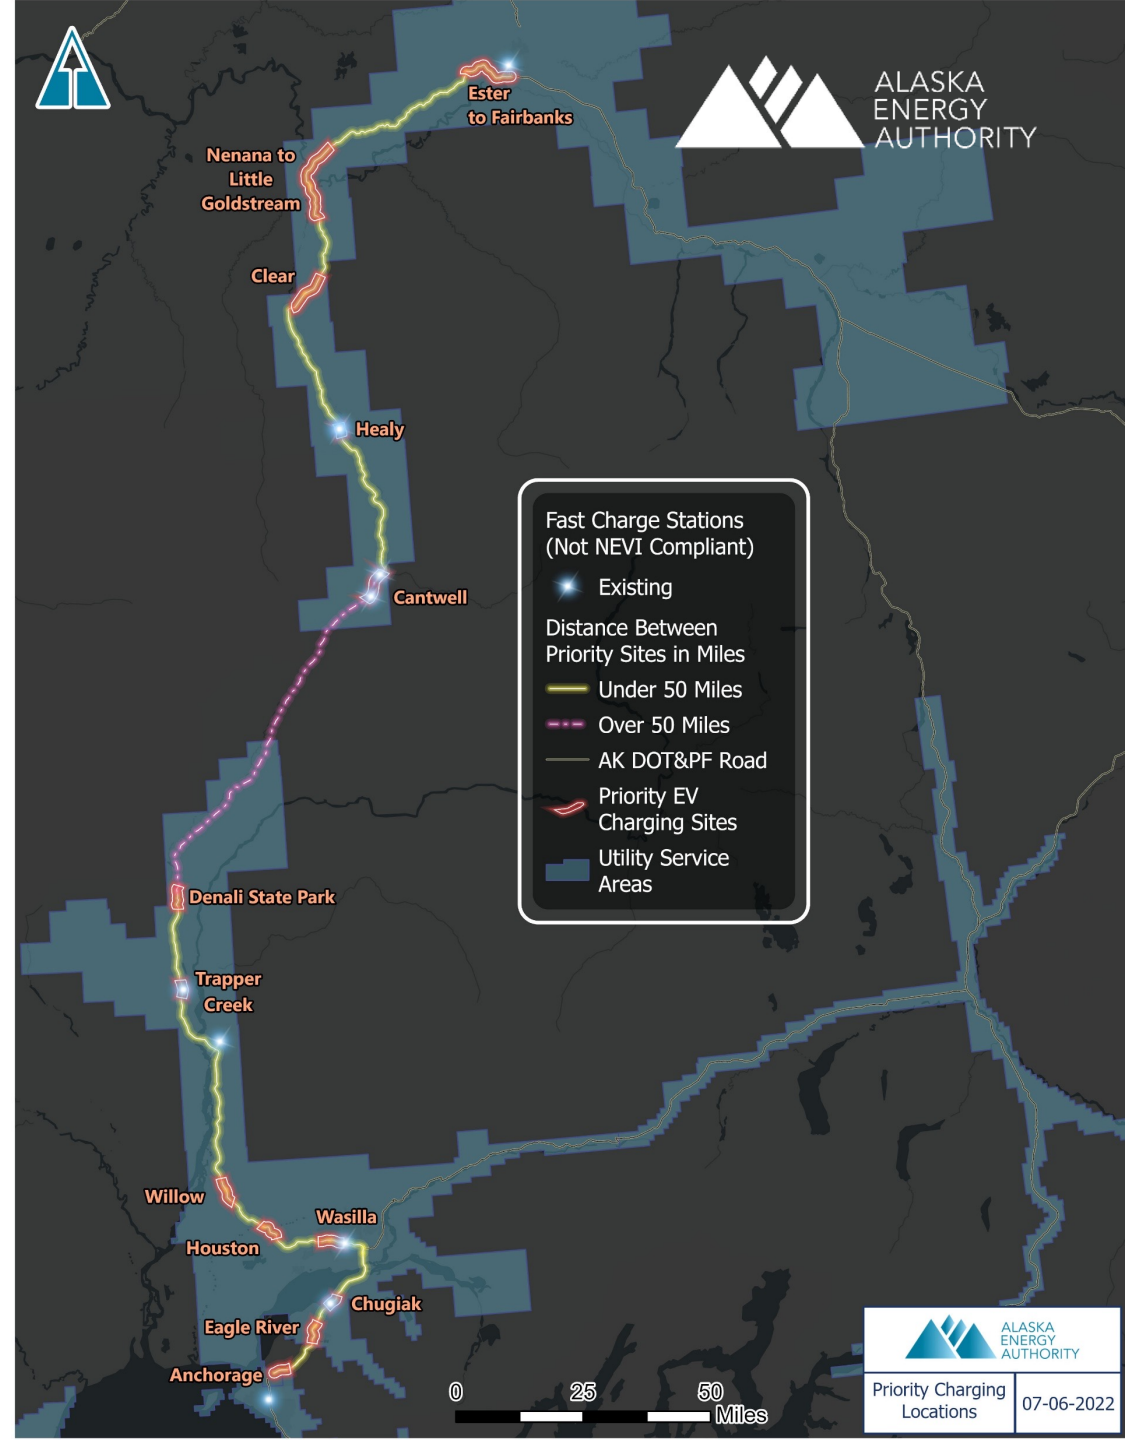 ALASKA
ENERGY
AUTHORITY
Ester
to Fairbanks
Nenana to
Little
Goldstream
Clear
Healy
Cantwell
Fast Charge Stations
(Not NEVI Compliant)
Existing
Distance Between
Priority Sites in Miles
Under 50 Miles
Over 50 Miles
AK DOT&PF Road
Priority EV
Charging Sites
Utility Service
Areas
Denali State Park
Trapper
Creek
Willow
Wasilla
Houston
Chugiak
Eagle River
Anchorage
0 25 50
Miles
ALASKA
ENERGY
AUTHORITY
Priority Charging
Locations
07-06-2022